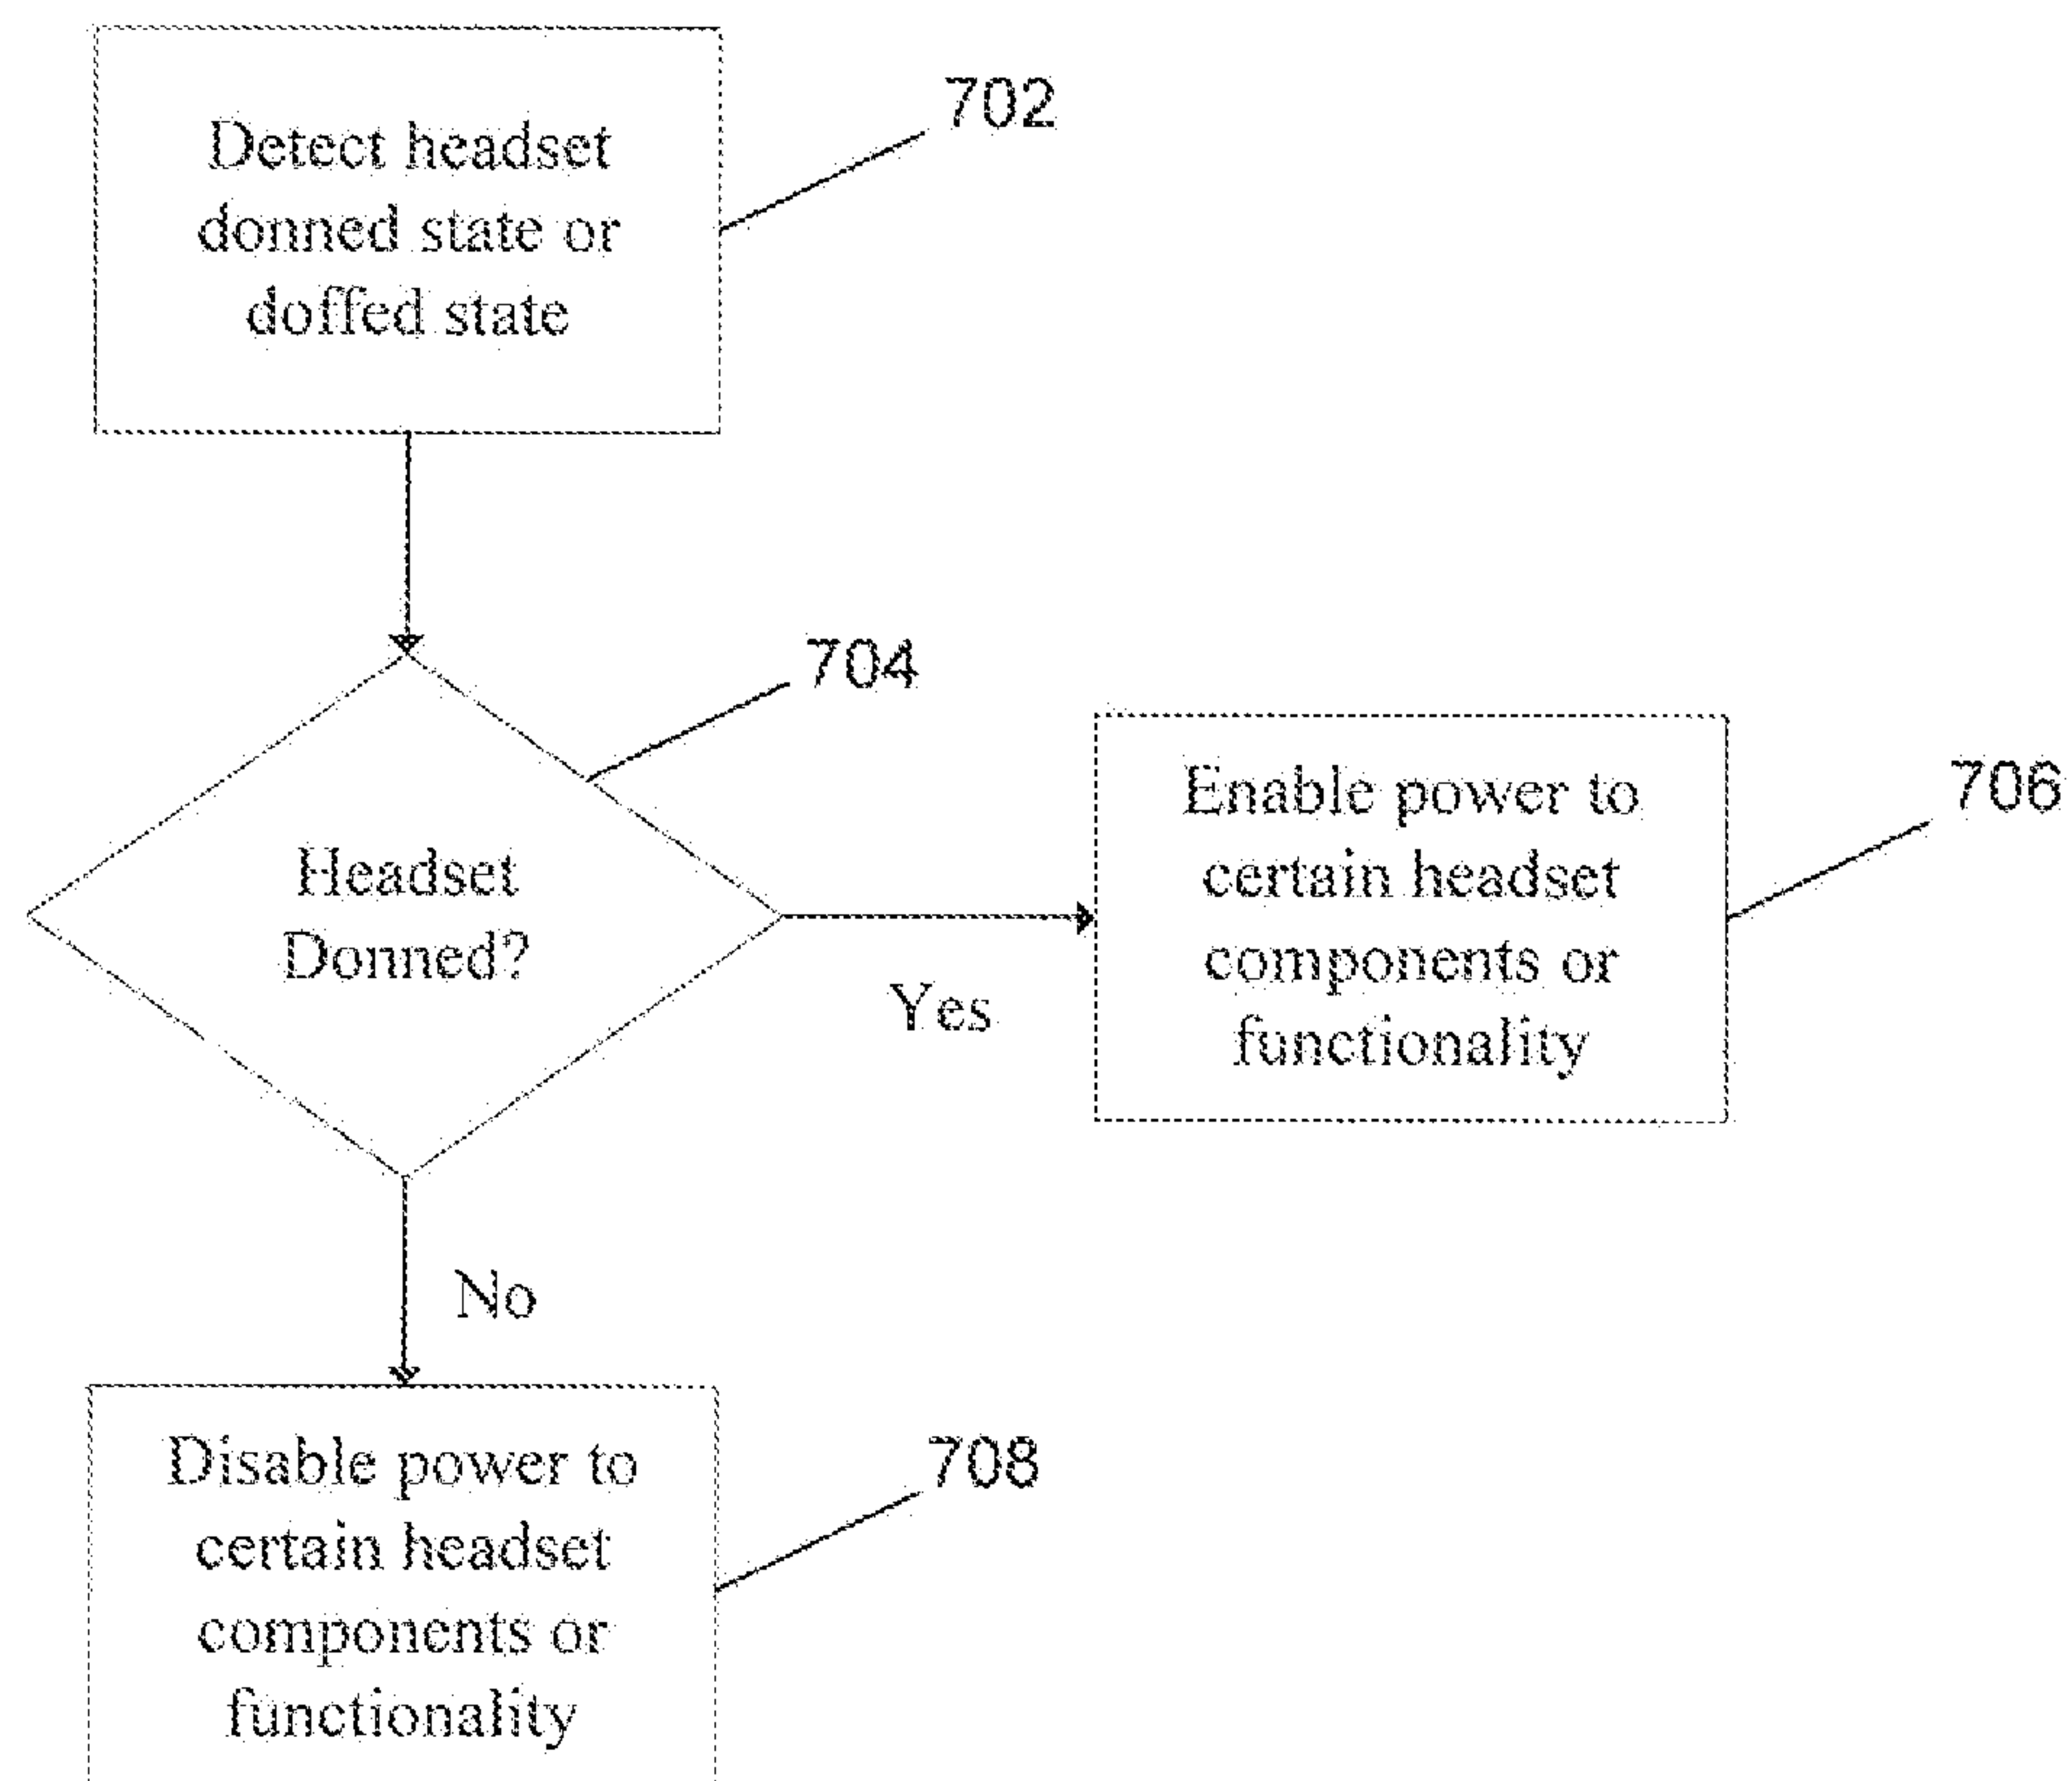 Detect headset
donned state or
doffed state
702
704
Headset
Donned?
Yes
Enable power to
certain headset
components or
functionality
706
No
Disable power to
certain headset
components or
functionality
708